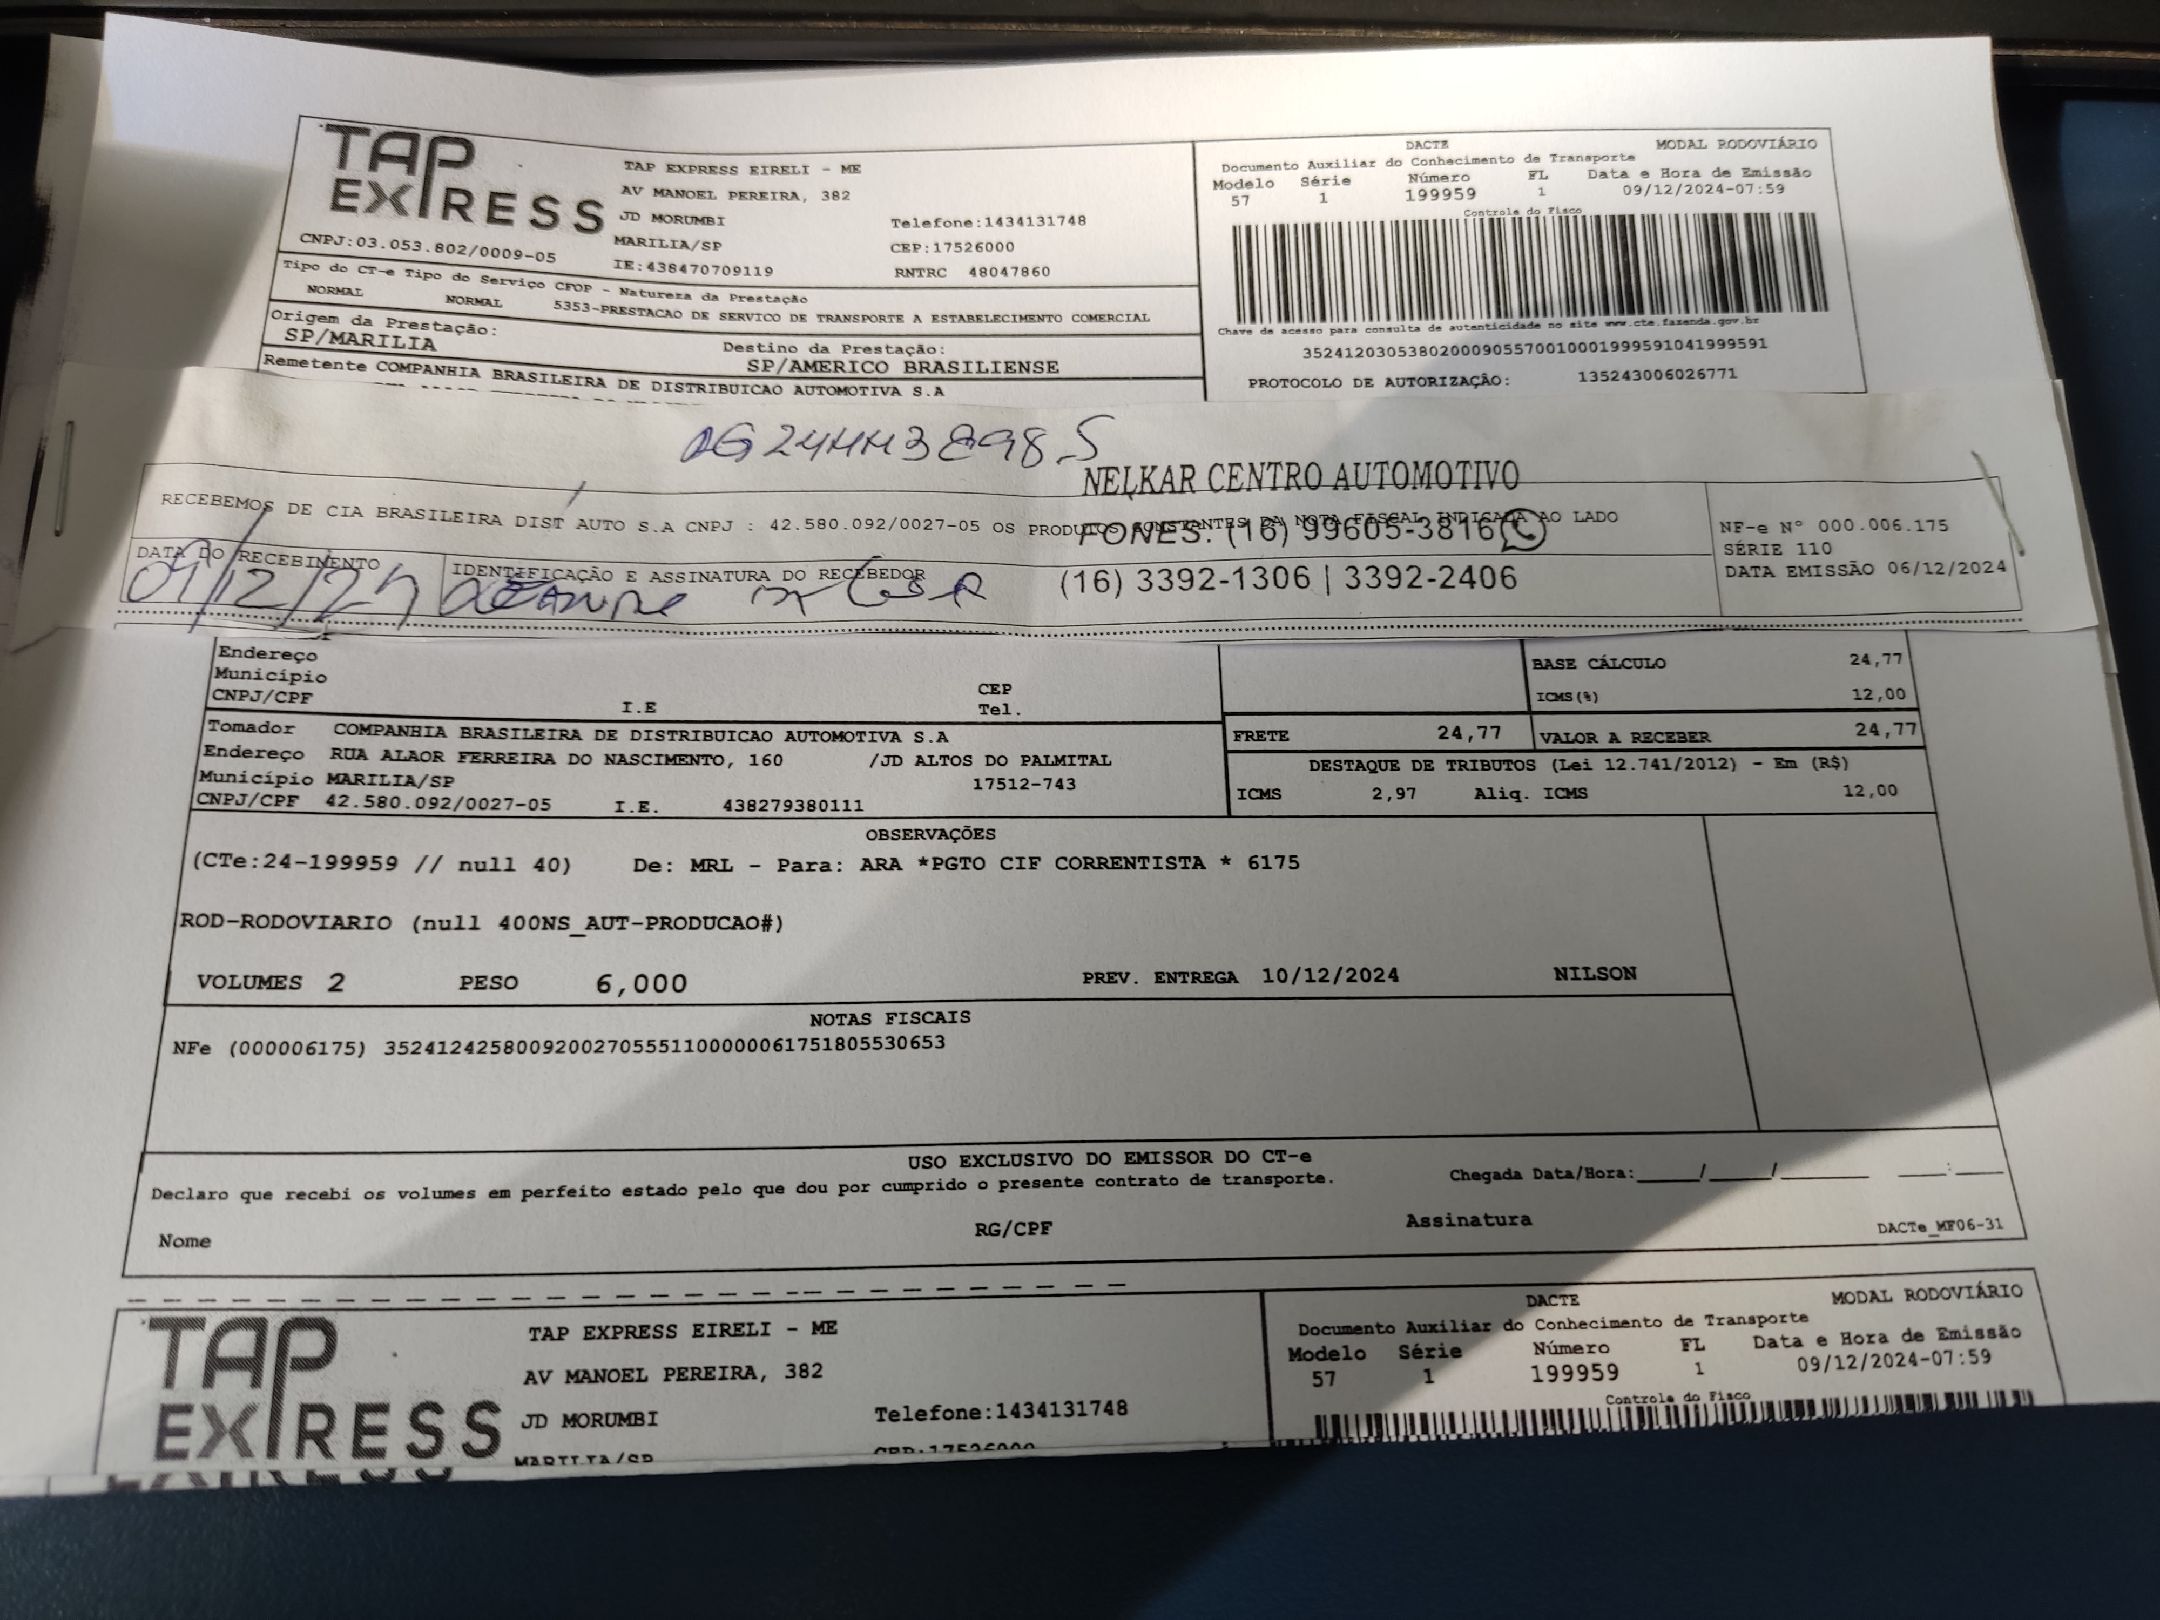 TAP EXPRESS
TAP EXPRESS EIRELI - ME
AV MANOEL PEREIRA, 382
JD MORUMBI Telefone:1434131748
MARILIA/SP CEP:17526000
CNPJ:03.053.802/0009-05 IE:438470709119 RNTRC 48047860
DACTE MODAL RODOVIÁRIO
Documento Auxiliar do Conhecimento de Transporte
Modelo Série Número FL Data e Hora de Emissão
57 1 199959 1 09/12/2024-07:59
Controle do Fisco
Chave de acesso para consulta de autenticidade no site www.cte.fazenda.gov.br
35241203053802000905570010001999591041999591
PROTOCOLO DE AUTORIZAÇÃO: 135243006026771
Tipo do CT-e Tipo do Serviço CFOP - Natureza da Prestação
NORMAL NORMAL 5353-PRESTACAO DE SERVICO DE TRANSPORTE A ESTABELECIMENTO COMERCIAL
Origem da Prestação: Destino da Prestação:
SP/MARILIA SP/AMERICO BRASILIENSE
Remetente COMPANHIA BRASILEIRA DE DISTRIBUICAO AUTOMOTIVA S.A
NELKAR CENTRO AUTOMOTIVO
RECEBEMOS DE CIA BRASILEIRA DIST AUTO S.A CNPJ : 42.580.092/0027-05 OS PRODUTOS CONSTANTES DA NOTA FISCAL INDICADA AO LADO
FONES: (16) 99605-3816
(16) 3392-1306 | 3392-2406
DATA DO RECEBIMENTO IDENTIFICAÇÃO E ASSINATURA DO RECEBEDOR
09/12/24
NF-e N° 000.006.175
SÉRIE 110
DATA EMISSÃO 06/12/2024
Endereço
Município CEP
CNPJ/CPF I.E Tel.
BASE CÁLCULO 24,77
ICMS(%) 12,00
Tomador COMPANHIA BRASILEIRA DE DISTRIBUICAO AUTOMOTIVA S.A
Endereço RUA ALAOR FERREIRA DO NASCIMENTO, 160 /JD ALTOS DO PALMITAL
Município MARILIA/SP 17512-743
CNPJ/CPF 42.580.092/0027-05 I.E. 438279380111
FRETE 24,77 VALOR A RECEBER 24,77
DESTAQUE DE TRIBUTOS (Lei 12.741/2012) - Em (R$)
ICMS 2,97 Aliq. ICMS 12,00
OBSERVAÇÕES
(CTe:24-199959 // null 40) De: MRL - Para: ARA *PGTO CIF CORRENTISTA * 6175
ROD-RODOVIARIO (null 400NS_AUT-PRODUCAO#)
VOLUMES 2 PESO 6,000 PREV. ENTREGA 10/12/2024 NILSON
NOTAS FISCAIS
NFe (000006175) 35241242580092002705551100000061751805530653
USO EXCLUSIVO DO EMISSOR DO CT-e
Declaro que recebi os volumes em perfeito estado pelo que dou por cumprido o presente contrato de transporte. Chegada Data/Hora:_____/_____/_______ ____:____
Nome RG/CPF Assinatura DACTe_MF06-31
TAP EXPRESS
TAP EXPRESS EIRELI - ME
AV MANOEL PEREIRA, 382
JD MORUMBI Telefone:1434131748
MARILIA/SP CEP:17526000
DACTE MODAL RODOVIÁRIO
Documento Auxiliar do Conhecimento de Transporte
Modelo Série Número FL Data e Hora de Emissão
57 1 199959 1 09/12/2024-07:59
Controle do Fisco